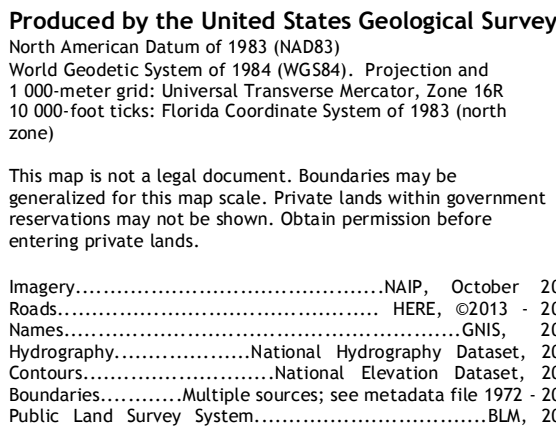 Produced by the United States Geological Survey
North American Datum of 1983 (NAD83)
World Geodetic System of 1984 (WGS84). Projection and
1 000-meter grid: Universal Transverse Mercator, Zone 16R
10 000-foot ticks: Florida Coordinate System of 1983 (north
zone)
This map is not a legal document. Boundaries may be
generalized for this map scale. Private lands within government
reservations may not be shown. Obtain permission before
entering private lands.
Imagery.............................................NAIP, October 20
Roads............................................. HERE, ©2013 - 20
Names....................................................GNIS, 20
Hydrography....................National Hydrography Dataset, 20
Contours............................National Elevation Dataset, 20
Boundaries............Multiple sources; see metadata file 1972 - 20
Public Land Survey System..................................BLM, 20